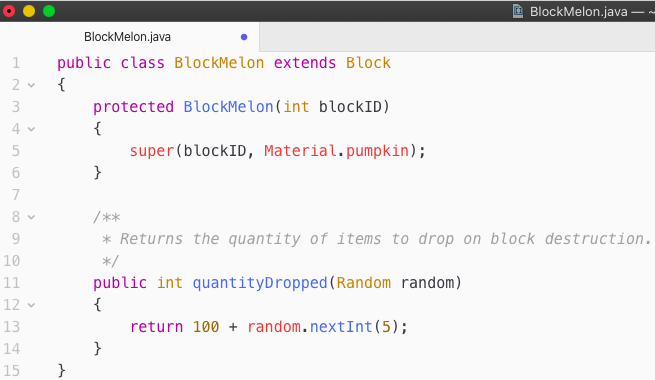 BlockMelon.java — ~
BlockMelon.java
1 public class BlockMelon extends Block
2 {
3 protected BlockMelon(int blockID)
4 {
5 super(blockID, Material.pumpkin);
6 }
7
8 /**
9 * Returns the quantity of items to drop on block destruction.
10 */
11 public int quantityDropped(Random random)
12 {
13 return 100 + random.nextInt(5);
14 }
15 }